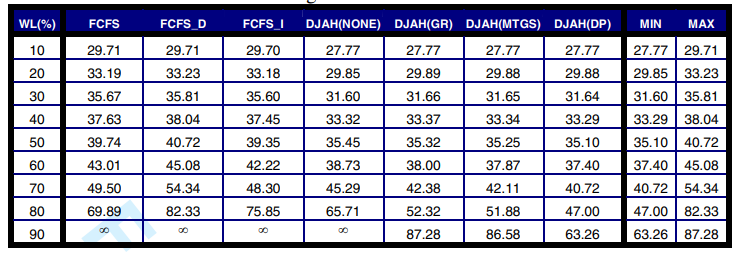 WL(%) FCFS FCFS_D FCFS_I DJAH(NONE) DJAH(GR) DJAH(MTGS) DJAH(DP) MIN MAX
10 29.71 29.71 29.70 27.77 27.77 27.77 27.77 27.77 29.71
20 33.19 33.23 33.18 29.85 29.89 29.88 29.88 29.85 33.23
30 35.67 35.81 35.60 31.60 31.66 31.65 31.64 31.60 35.81
40 37.63 38.04 37.45 33.32 33.37 33.34 33.29 33.29 38.04
50 39.74 40.72 39.35 35.45 35.32 35.25 35.10 35.10 40.72
60 43.01 45.08 42.22 38.73 38.00 37.87 37.40 37.40 45.08
70 49.50 54.34 48.30 45.29 42.38 42.11 40.72 40.72 54.34
80 69.89 82.33 75.85 65.71 52.32 51.88 47.00 47.00 82.33
90 ∞ ∞ ∞ ∞ 87.28 86.58 63.26 63.26 87.28